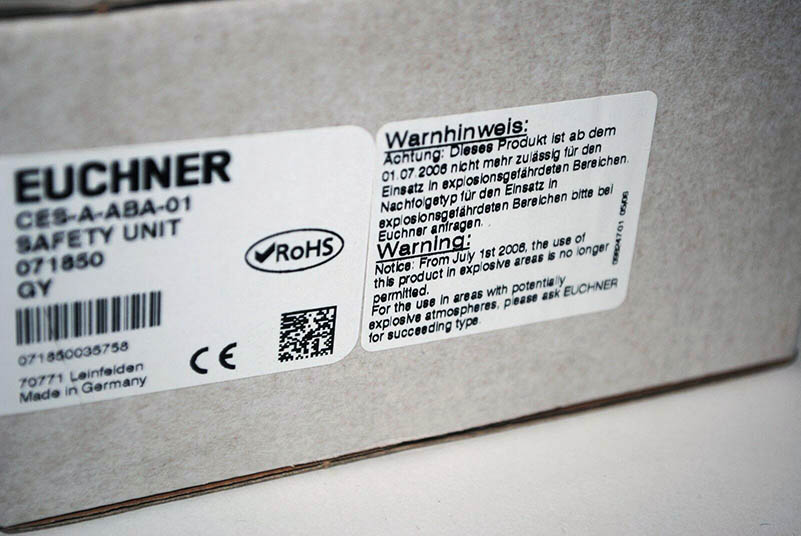 EUCHNER
CES-A-ABA-01
SAFETY UNIT
071850
GY
071850035758
70771 Leinfelden
Made in Germany
RoHS
CE
Warnhinweis:
Achtung: Dieses Produkt ist ab dem
01.07.2006 nicht mehr zulässig für den
Einsatz in explosionsgefährdeten Bereichen.
Nachfolgetyp für den Einsatz in
explosionsgefährdeten Bereichen bitte bei
Euchner anfragen.
Warning:
Notice: From July 1st 2006, the use of
this product in explosive areas is no longer
permitted.
For the use in areas with potentially
explosive atmospheres, please ask EUCHNER
for succeeding type.
05/06